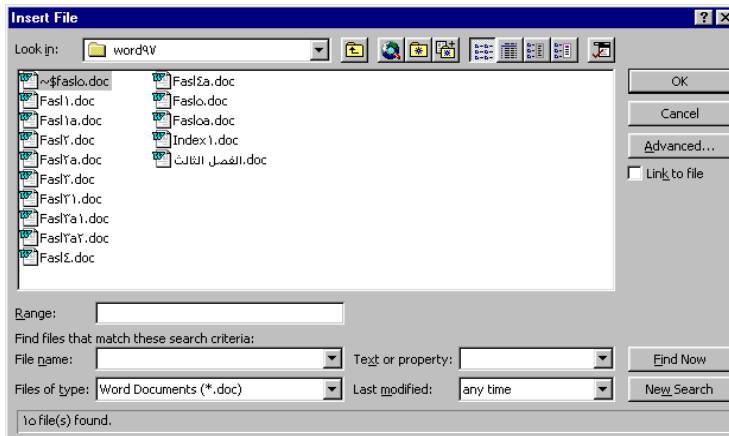 Insert File
Look in: word٩٧
~$fasl٥.doc
Fasl١.doc
Fasl١a.doc
Fasl٢.doc
Fasl٢a.doc
Fasl٣.doc
Fasl٣١.doc
Fasl٣a١.doc
Fasl٣a٢.doc
Fasl٤.doc
Fasl٤a.doc
Fasl٥.doc
Fasl٥a.doc
Index١.doc
الفصل الثالث.doc
OK
Cancel
Advanced...
Link to file
Range:
Find files that match these search criteria:
File name: Text or property: Find Now
Files of type: Word Documents (*.doc) Last modified: any time New Search
١٥ file(s) found.